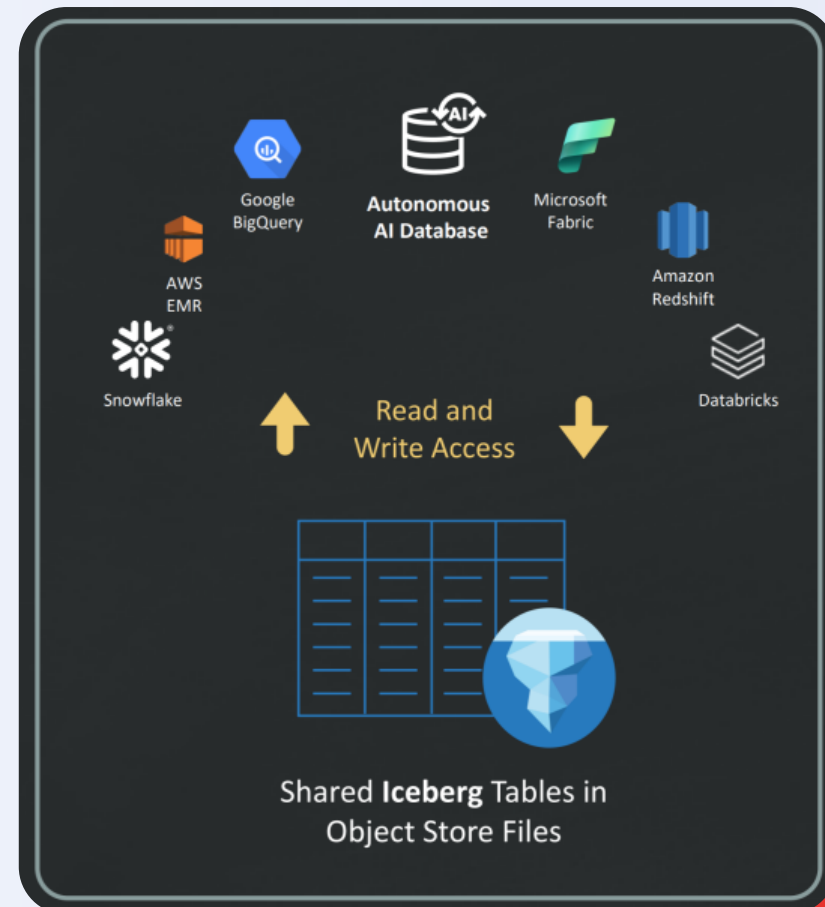 AI
Google
BigQuery
Autonomous
AI Database
Microsoft
Fabric
AWS
EMR
Amazon
Redshift
Snowflake
Databricks
Read and
Write Access
Shared Iceberg Tables in
Object Store Files